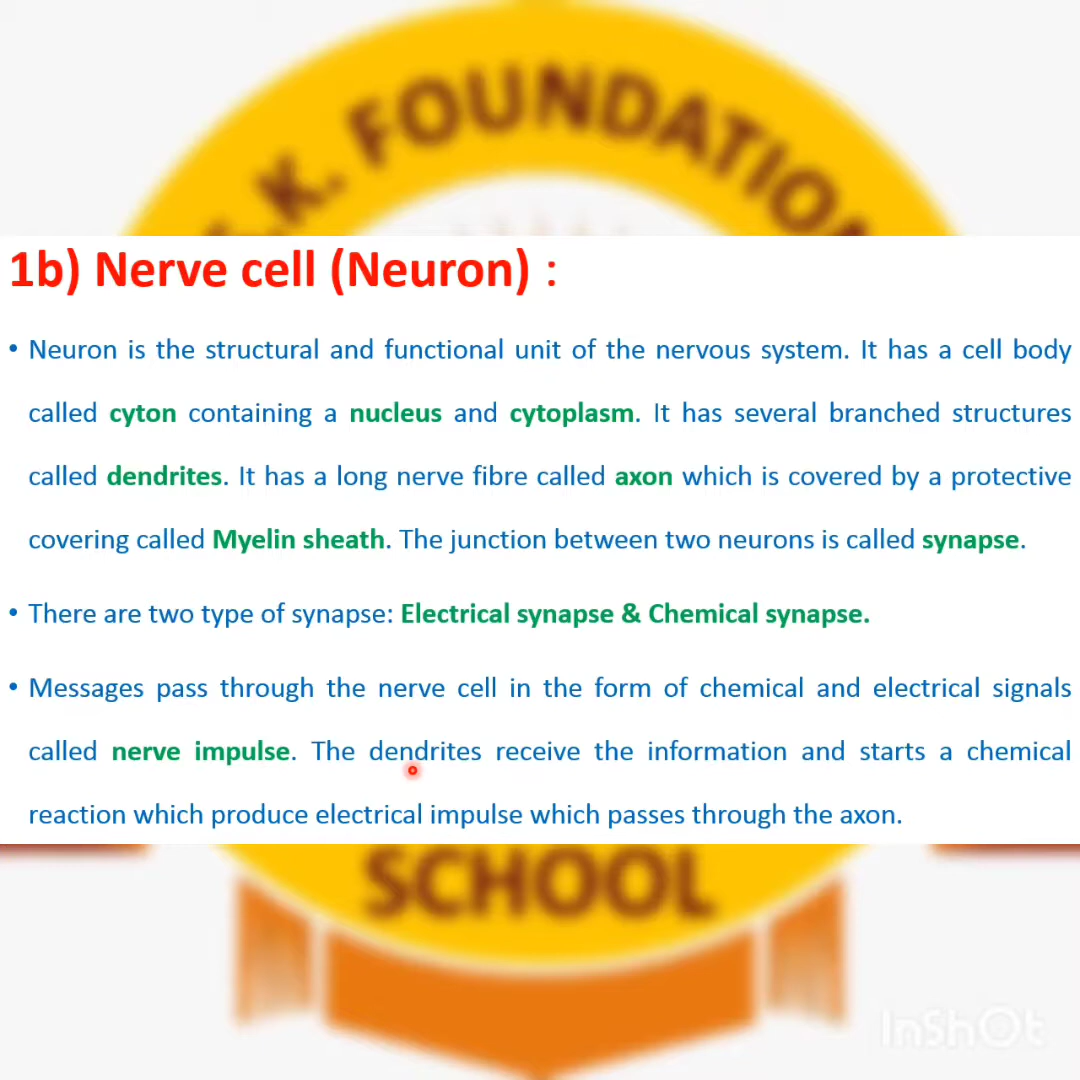 K. FOUNDATION
1b) Nerve cell (Neuron) :
• Neuron is the structural and functional unit of the nervous system. It has a cell body
called cyton containing a nucleus and cytoplasm. It has several branched structures
called dendrites. It has a long nerve fibre called axon which is covered by a protective
covering called Myelin sheath. The junction between two neurons is called synapse.
• There are two type of synapse: Electrical synapse & Chemical synapse.
• Messages pass through the nerve cell in the form of chemical and electrical signals
called nerve impulse. The dendrites receive the information and starts a chemical
reaction which produce electrical impulse which passes through the axon.
SCHOOL
InShOt